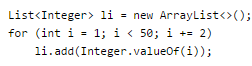 List<Integer> li = new ArrayList<>();
for (int i = 1; i < 50; i += 2)
    li.add(Integer.valueOf(i));